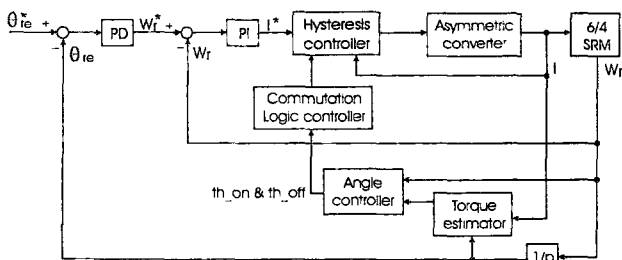 θre* + PD Wr* + PI I* Hysteresis controller Asymmetric converter 6/4 SRM
− θre − Wr I Wr
Commutation Logic controller
th_on & th_off Angle controller
Torque estimator
1/p